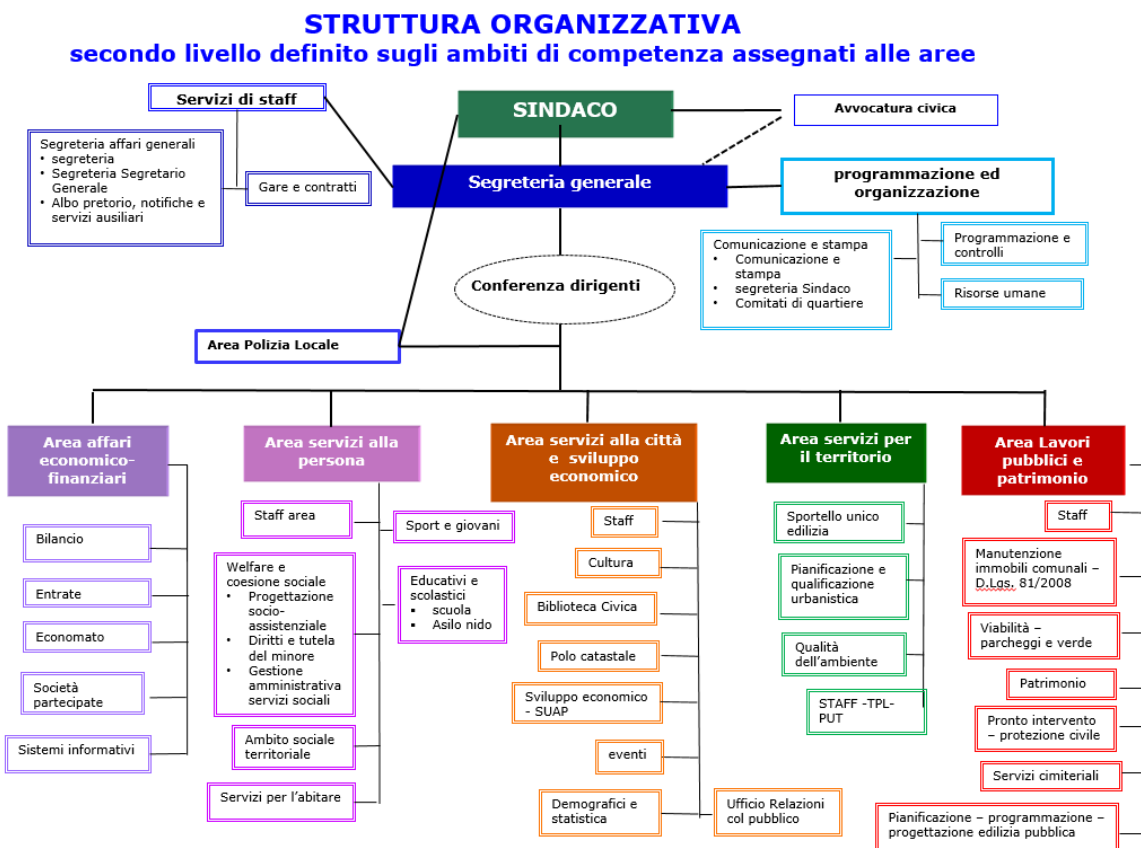 STRUTTURA ORGANIZZATIVA
secondo livello definito sugli ambiti di competenza assegnati alle aree
Servizi di staff
SINDACO
Avvocatura civica
Segreteria affari generali
• segreteria
• Segreteria Segretario
Generale
• Albo pretorio, notifiche e
servizi ausiliari
Gare e contratti
Segreteria generale
programmazione ed
organizzazione
Comunicazione e stampa
• Comunicazione e
stampa
• segreteria Sindaco
• Comitati di quartiere
Programmazione e
controlli
Risorse umane
Conferenza dirigenti
Area Polizia Locale
Area affari
economico-
finanziari
Bilancio
Entrate
Economato
Società
partecipate
Sistemi informativi
Area servizi alla
persona
Staff area
Sport e giovani
Welfare e
coesione sociale
• Progettazione
socio-
assistenziale
• Diritti e tutela
del minore
• Gestione
amministrativa
servizi sociali
Educativi e
scolastici
▪ scuola
▪ Asilo nido
Ambito sociale
territoriale
Servizi per l'abitare
Area servizi alla città
e sviluppo
economico
Staff
Cultura
Biblioteca Civica
Polo catastale
Sviluppo economico
- SUAP
eventi
Demografici e
statistica
Ufficio Relazioni
col pubblico
Area servizi per
il territorio
Sportello unico
edilizia
Pianificazione e
qualificazione
urbanistica
Qualità
dell'ambiente
STAFF -TPL-
PUT
Area Lavori
pubblici e
patrimonio
Staff
Manutenzione
immobili comunali –
D.Lgs. 81/2008
Viabilità –
parcheggi e verde
Patrimonio
Pronto intervento
– protezione civile
Servizi cimiteriali
Pianificazione – programmazione –
progettazione edilizia pubblica